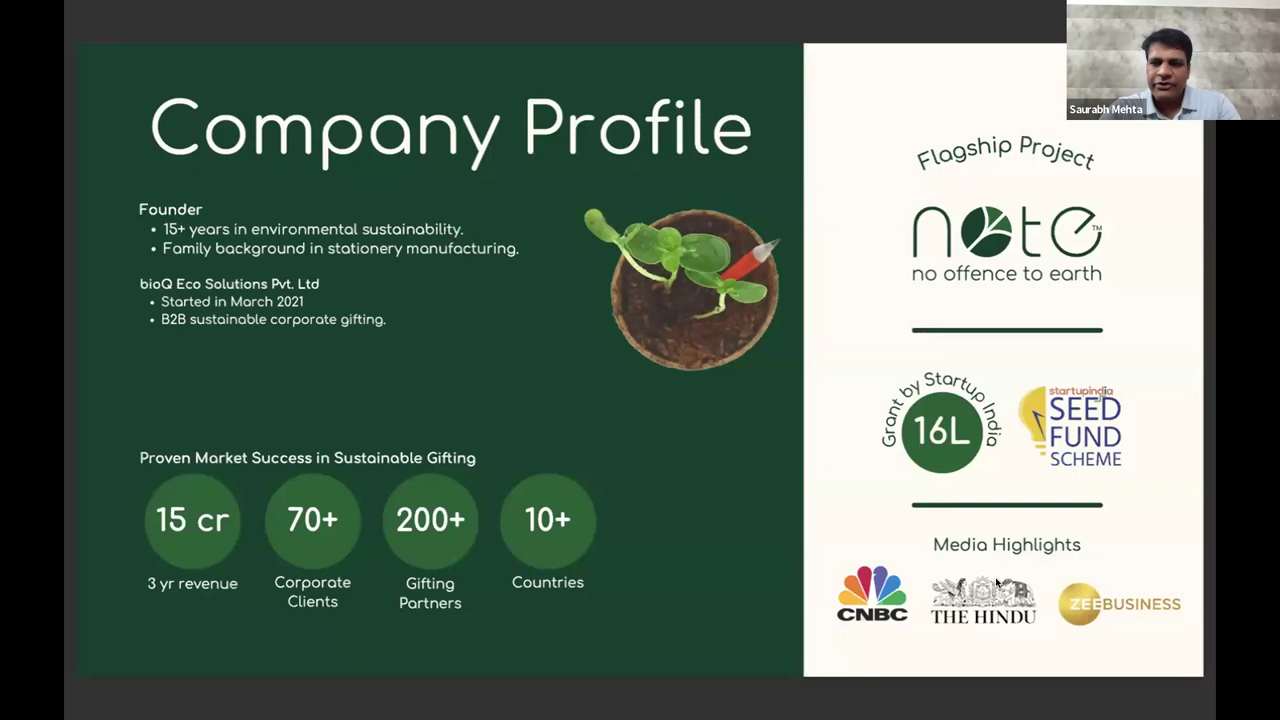 Company Profile
Founder
• 15+ years in environmental sustainability.
• Family background in stationery manufacturing.
bioQ Eco Solutions Pvt. Ltd
• Started in March 2021
• B2B sustainable corporate gifting.
Proven Market Success in Sustainable Gifting
15 cr
3 yr revenue
70+
Corporate
Clients
200+
Gifting
Partners
10+
Countries
Saurabh Mehta
Flagship Project
note™
no offence to earth
Grant by Startup India
16L
startupindia
SEED
FUND
SCHEME
Media Highlights
CNBC
THE HINDU
ZEEBUSINESS